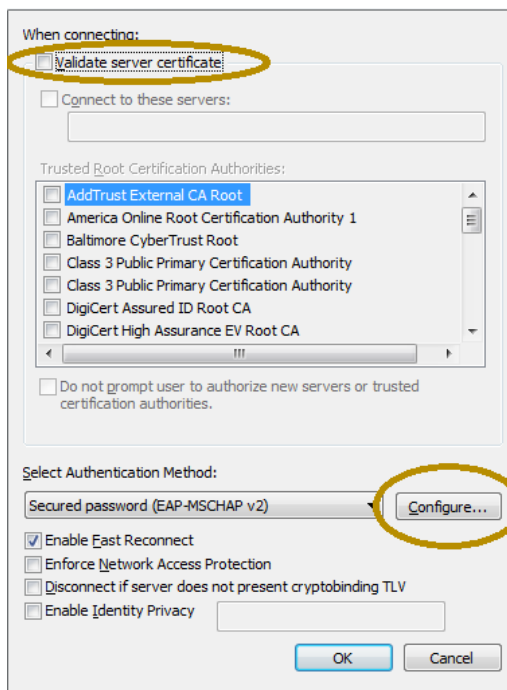 When connecting:
Validate server certificate
Connect to these servers:
Trusted Root Certification Authorities:
AddTrust External CA Root
America Online Root Certification Authority 1
Baltimore CyberTrust Root
Class 3 Public Primary Certification Authority
Class 3 Public Primary Certification Authority
DigiCert Assured ID Root CA
DigiCert High Assurance EV Root CA
Do not prompt user to authorize new servers or trusted
certification authorities.
Select Authentication Method:
Secured password (EAP-MSCHAP v2)
Configure...
Enable Fast Reconnect
Enforce Network Access Protection
Disconnect if server does not present cryptobinding TLV
Enable Identity Privacy
OK
Cancel